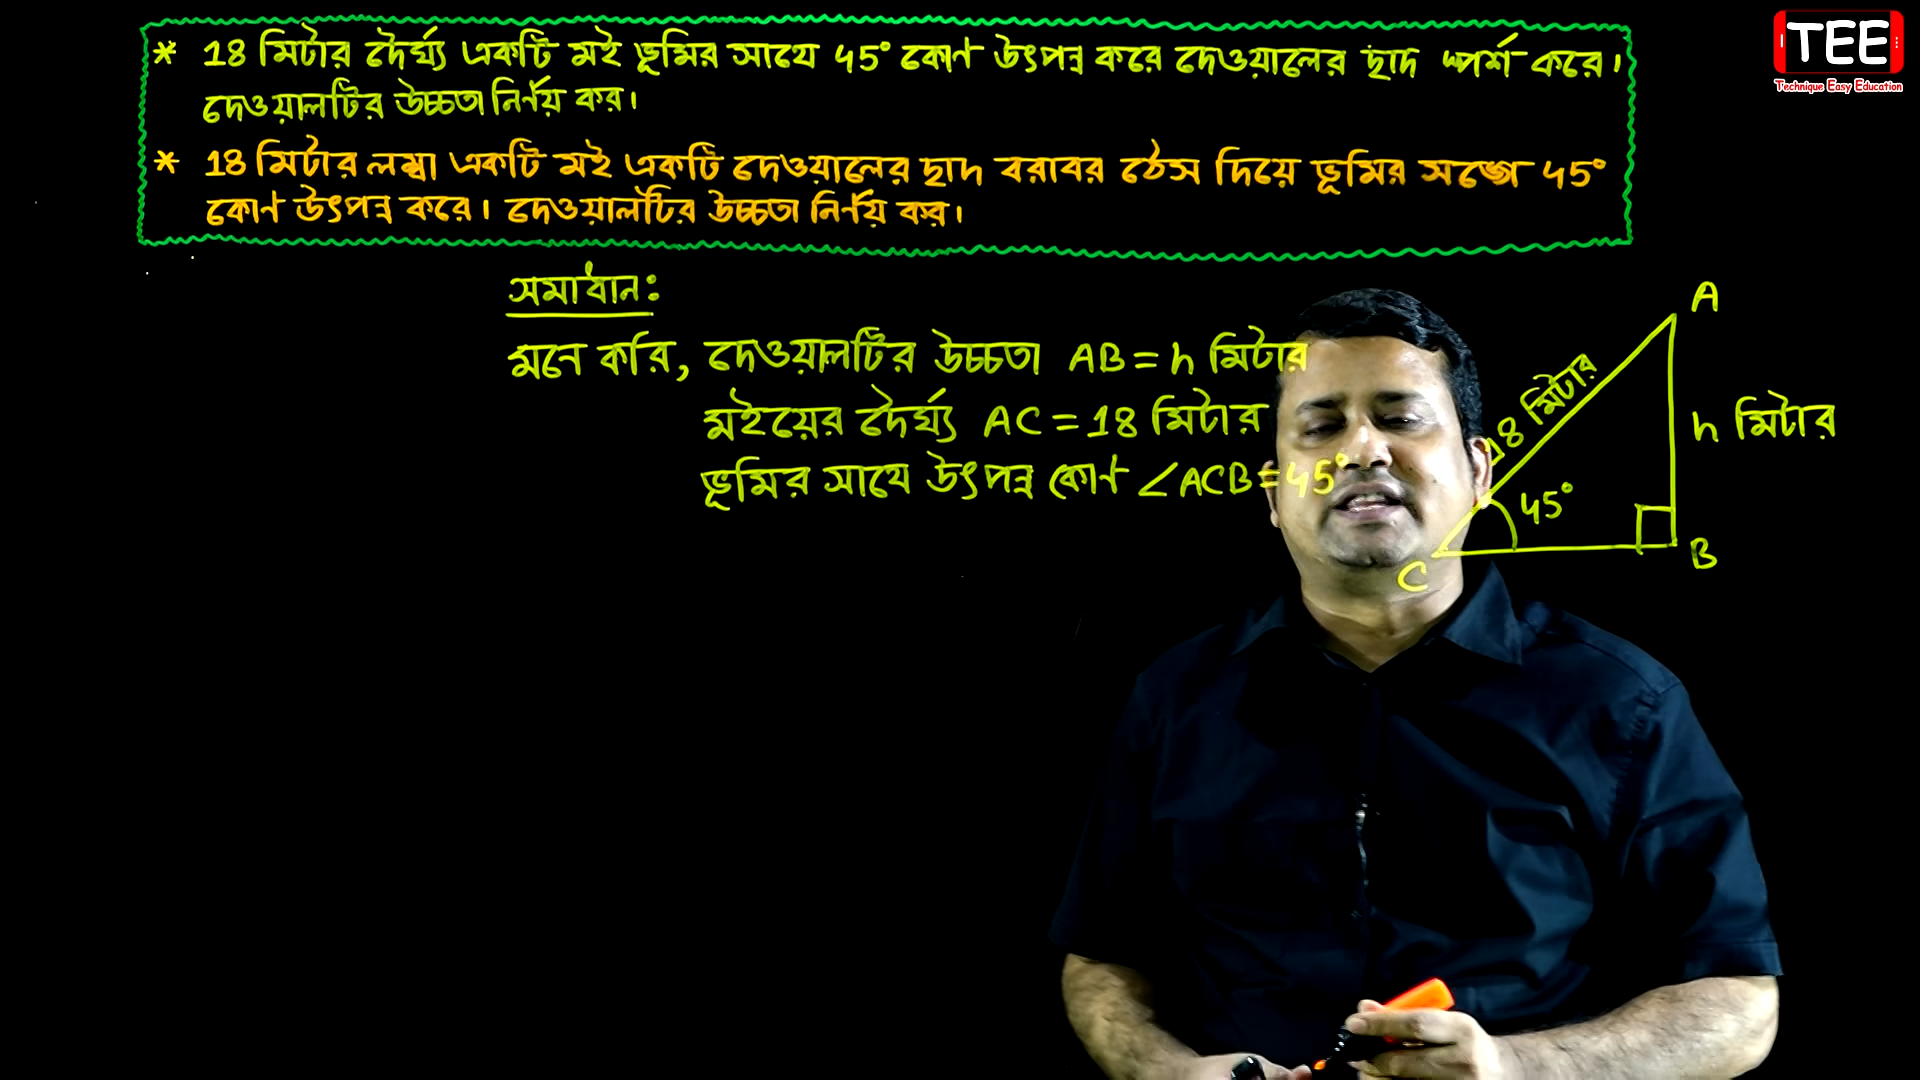 * 18 মিটার দৈর্ঘ্য একটি মই ভূমির সাথে 45° কোণ উৎপন্ন করে দেওয়ালের ছাদ স্পর্শ করে।
দেওয়ালটির উচ্চতা নির্ণয় কর।
* 18 মিটার লম্বা একটি মই একটি দেওয়ালের ছাদ বরাবর ঠেস দিয়ে ভূমির সঙ্গে 45°
কোণ উৎপন্ন করে। দেওয়ালটির উচ্চতা নির্ণয় কর।
সমাধান:
মনে করি, দেওয়ালটির উচ্চতা AB = h মিটার
মইয়ের দৈর্ঘ্য AC = 18 মিটার
ভূমির সাথে উৎপন্ন কোণ ∠ACB = 45°
A
18 মিটার
h মিটার
45°
B
C
TEE
Technique Easy Education